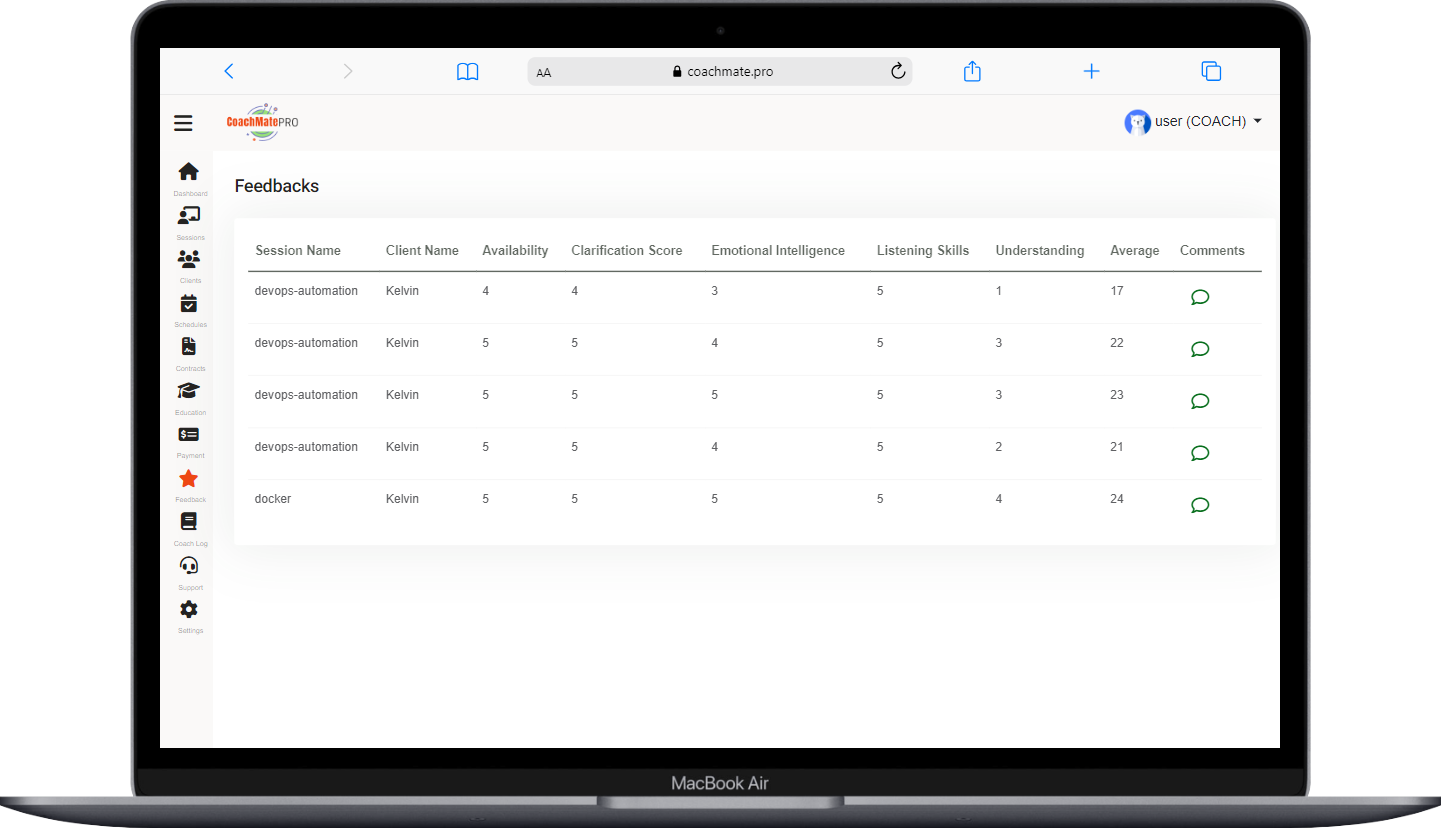 AA coachmate.pro
CoachMatePRO user (COACH)
Dashboard
Sessions
Clients
Schedules
Contracts
Education
Payment
Feedback
Coach Log
Support
Settings
Feedbacks
Session Name Client Name Availability Clarification Score Emotional Intelligence Listening Skills Understanding Average Comments
devops-automation Kelvin 4 4 3 5 1 17
devops-automation Kelvin 5 5 4 5 3 22
devops-automation Kelvin 5 5 5 5 3 23
devops-automation Kelvin 5 5 4 5 2 21
docker Kelvin 5 5 5 5 4 24
MacBook Air